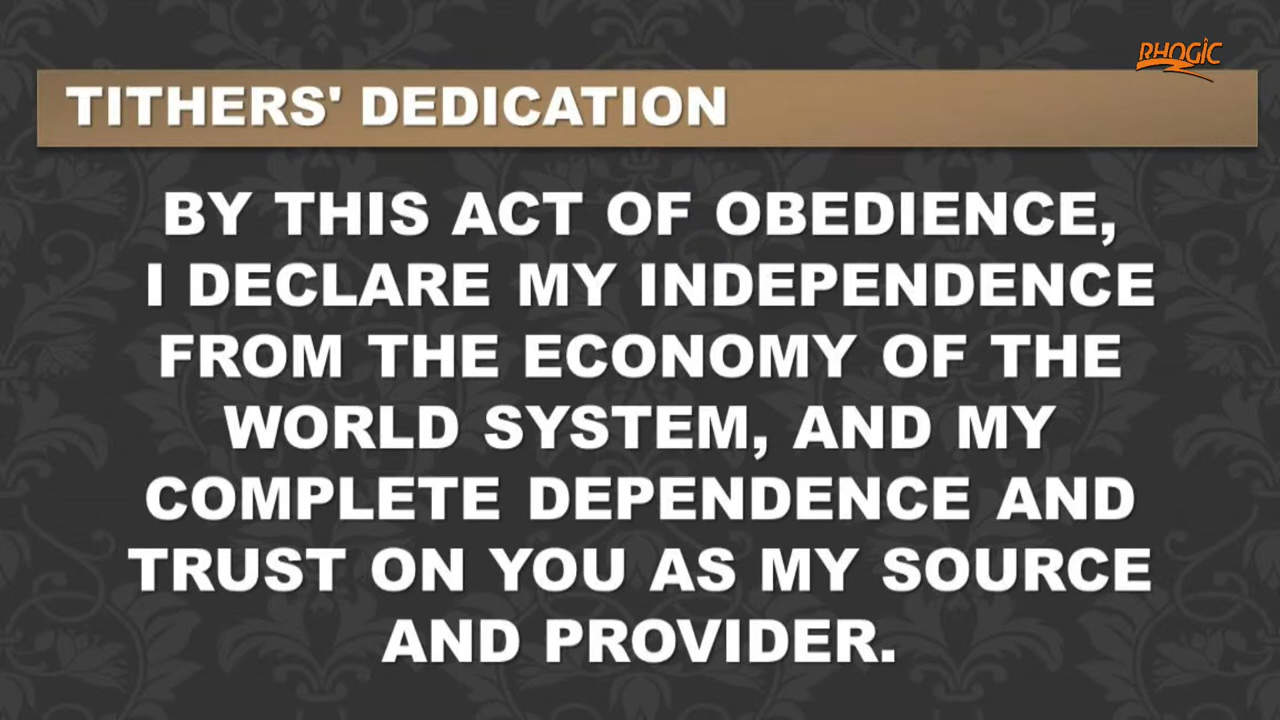 RHOGIC
TITHERS' DEDICATION
BY THIS ACT OF OBEDIENCE,
I DECLARE MY INDEPENDENCE
FROM THE ECONOMY OF THE
WORLD SYSTEM, AND MY
COMPLETE DEPENDENCE AND
TRUST ON YOU AS MY SOURCE
AND PROVIDER.